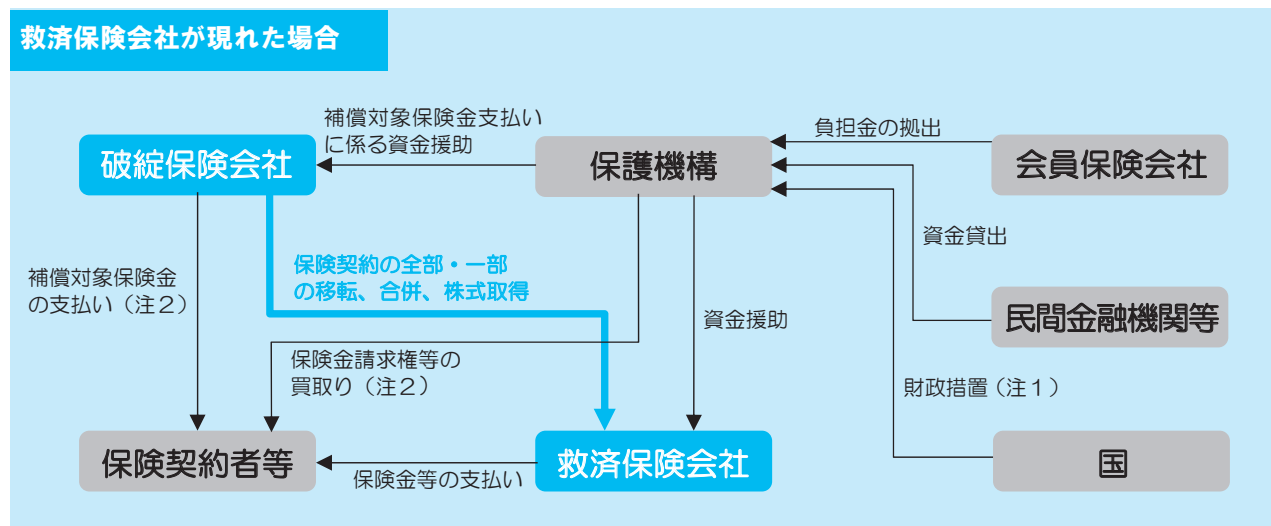 救済保険会社が現れた場合
補償対象保険金支払い
に係る資金援助
負担金の拠出
破綻保険会社
保護機構
会員保険会社
資金貸出
保険契約の全部・一部
の移転、合併、株式取得
補償対象保険金
の支払い（注２）
資金援助
民間金融機関等
保険金請求権等の
買取り（注２）
財政措置（注１）
保険契約者等
保険金等の支払い
救済保険会社
国